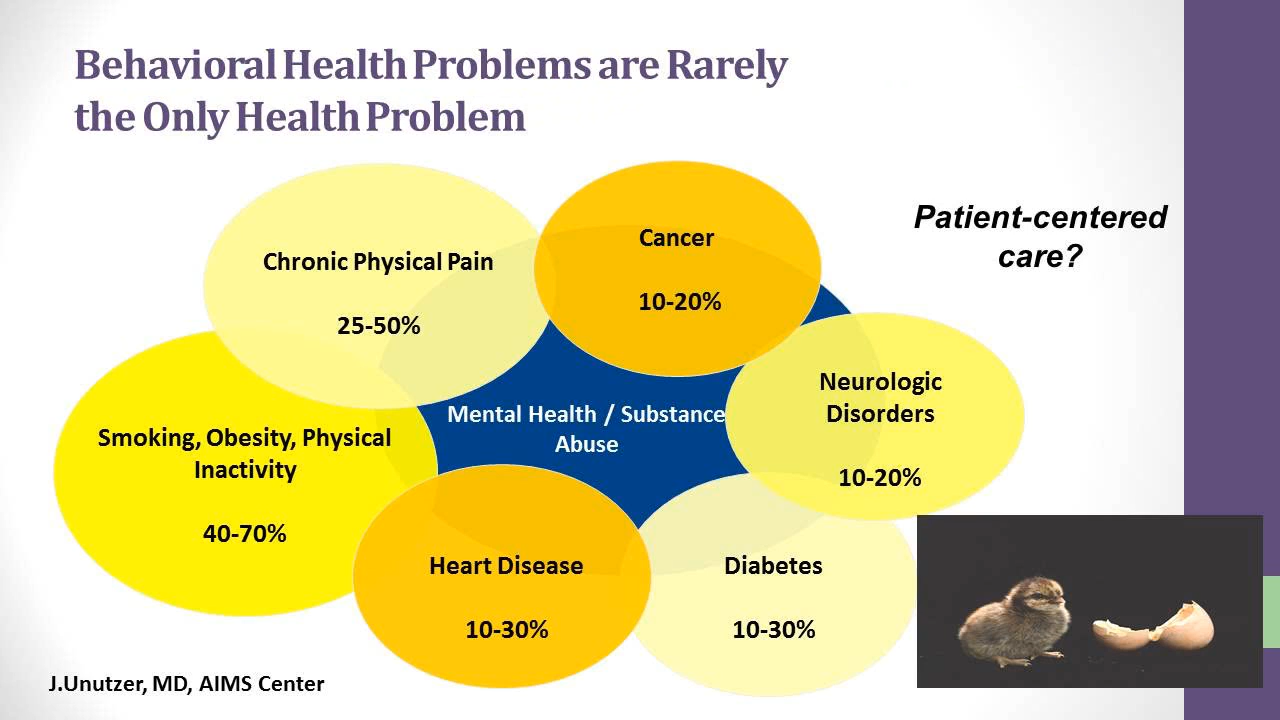 Behavioral Health Problems are Rarely
the Only Health Problem
Patient-centered
care?
Chronic Physical Pain
25-50%
Cancer
10-20%
Neurologic
Disorders
10-20%
Mental Health / Substance
Abuse
Smoking, Obesity, Physical
Inactivity
40-70%
Heart Disease
10-30%
Diabetes
10-30%
J.Unutzer, MD, AIMS Center